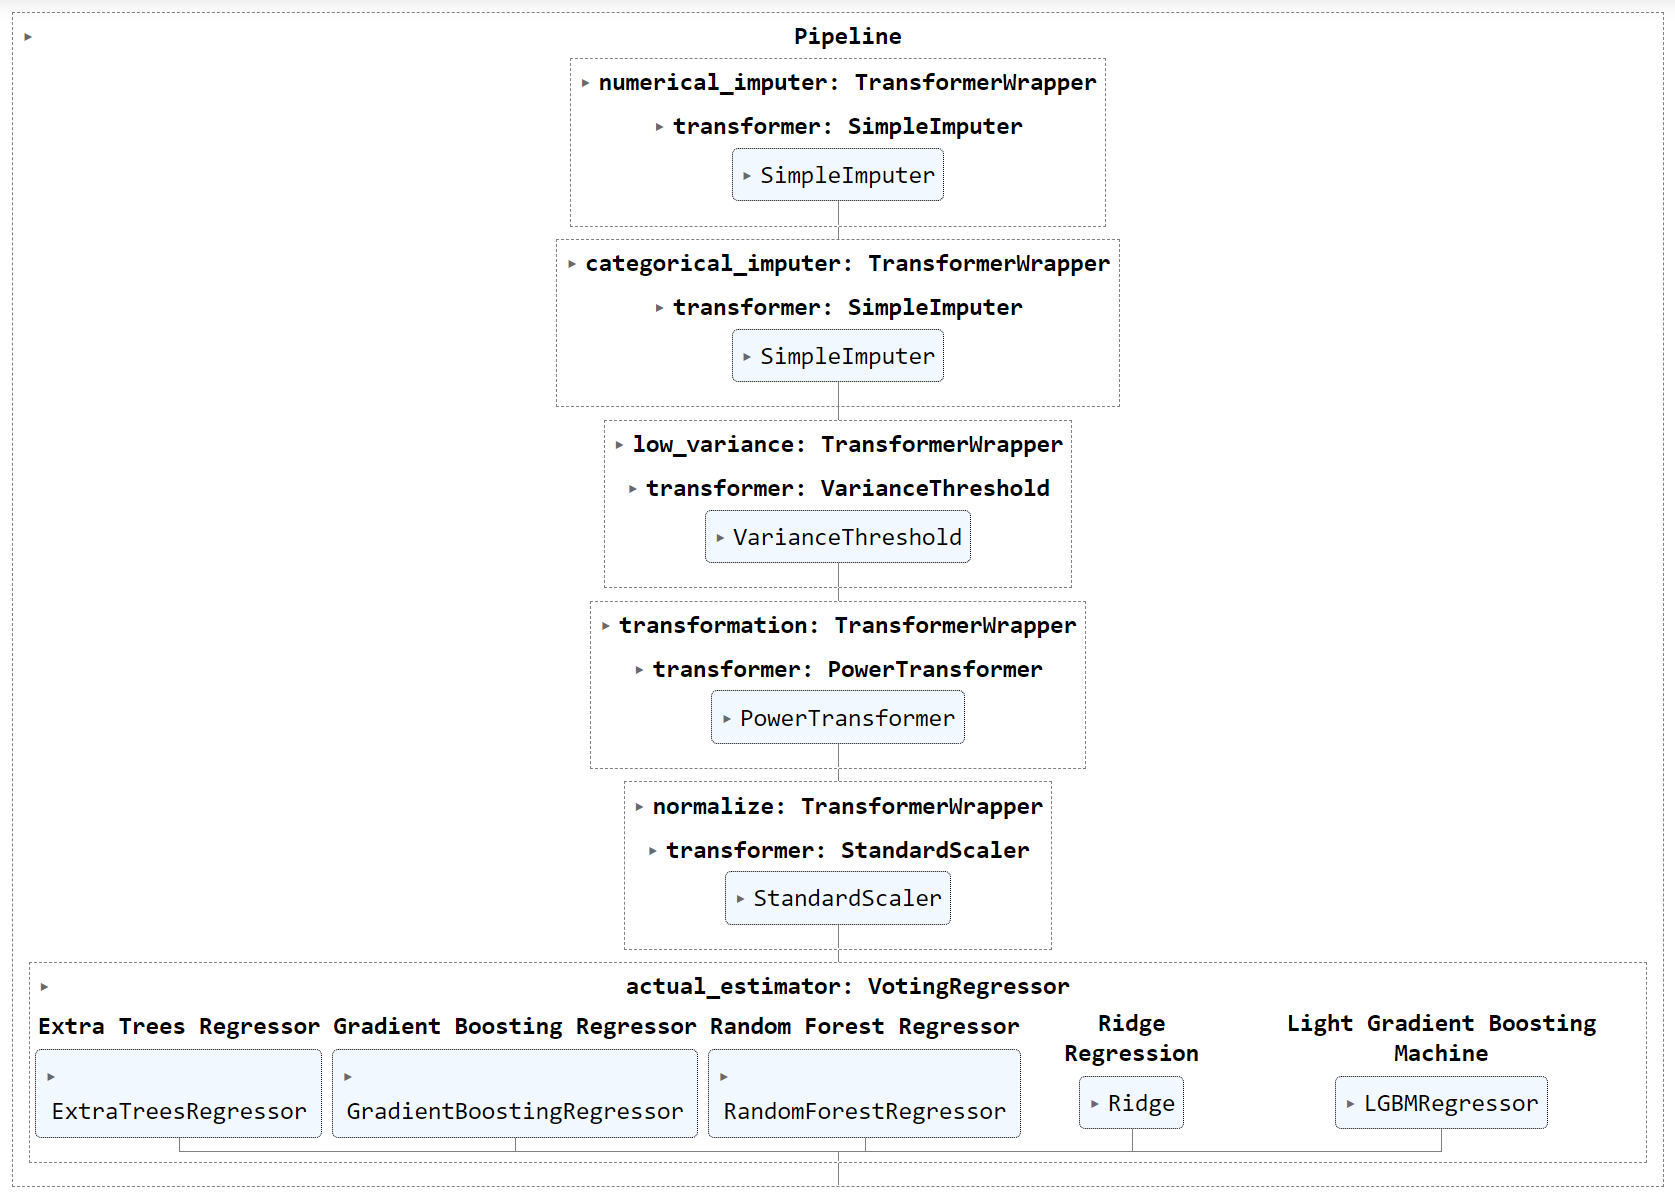 Pipeline
numerical_imputer: TransformerWrapper
transformer: SimpleImputer
SimpleImputer
categorical_imputer: TransformerWrapper
transformer: SimpleImputer
SimpleImputer
low_variance: TransformerWrapper
transformer: VarianceThreshold
VarianceThreshold
transformation: TransformerWrapper
transformer: PowerTransformer
PowerTransformer
normalize: TransformerWrapper
transformer: StandardScaler
StandardScaler
actual_estimator: VotingRegressor
Extra Trees Regressor
ExtraTreesRegressor
Gradient Boosting Regressor
GradientBoostingRegressor
Random Forest Regressor
RandomForestRegressor
Ridge
Regression
Ridge
Light Gradient Boosting
Machine
LGBMRegressor